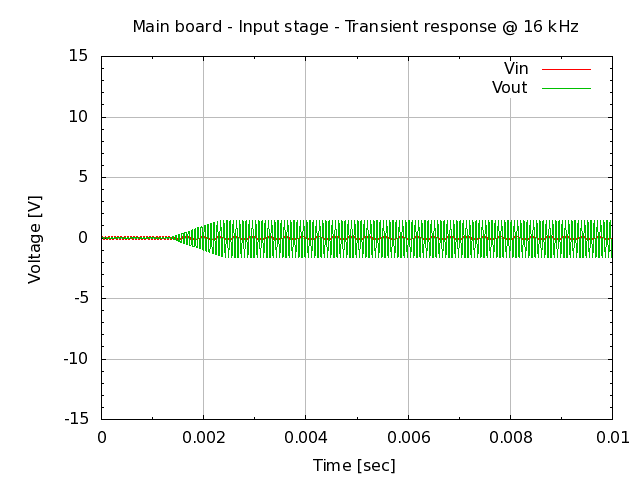 Main board - Input stage - Transient response @ 16 kHz
Vin
Vout
15
10
5
0
-5
-10
-15
Voltage [V]
0 0.002 0.004 0.006 0.008 0.01
Time [sec]